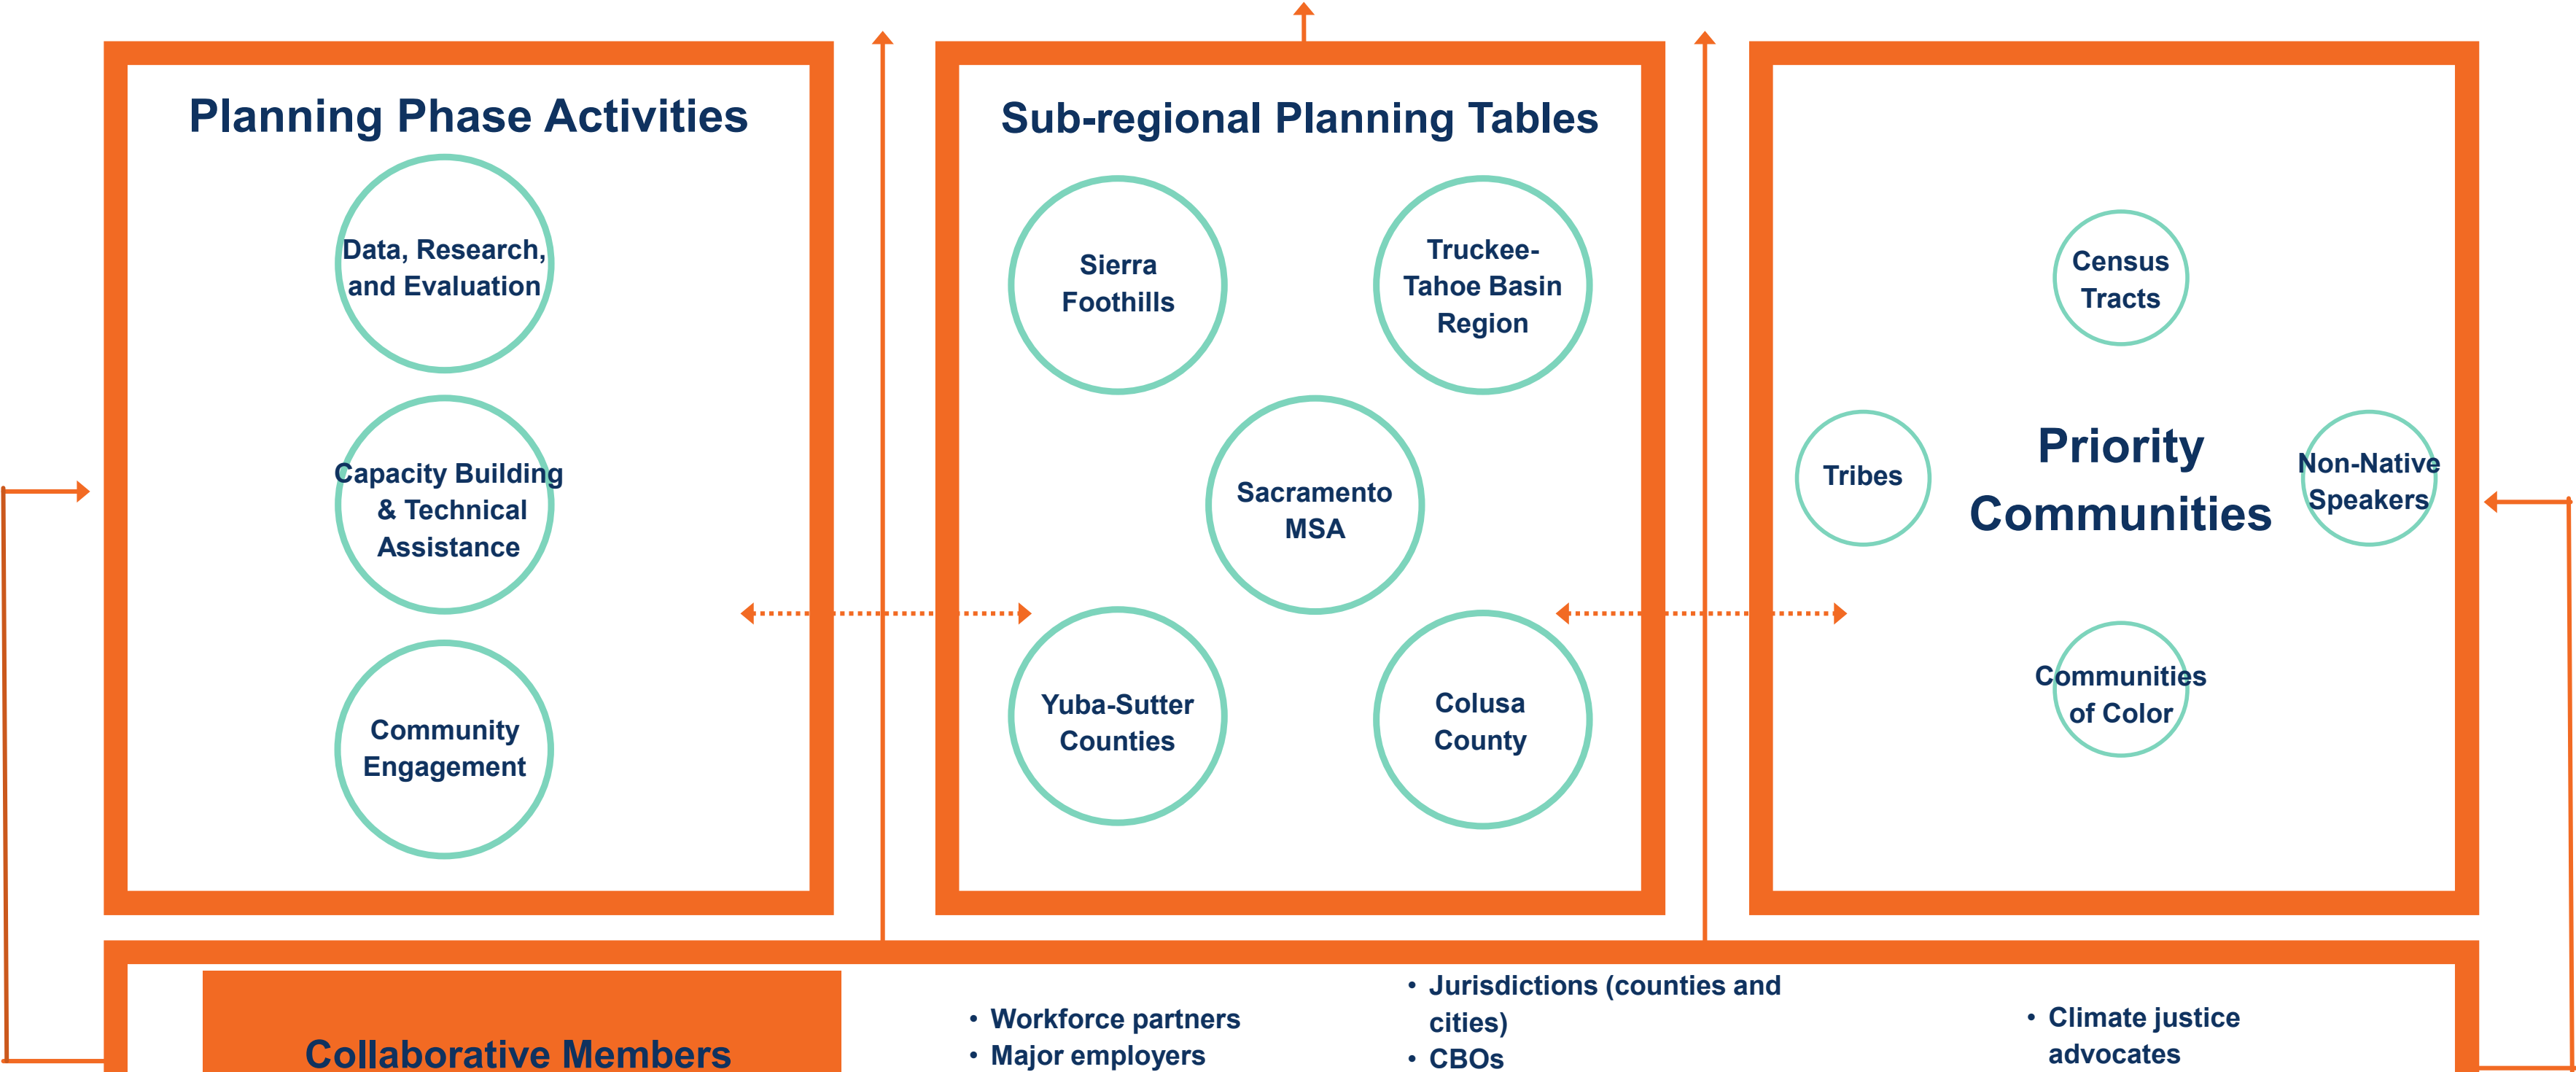 Planning Phase Activities
Data, Research,
and Evaluation
Capacity Building
& Technical
Assistance
Community
Engagement
Sub-regional Planning Tables
Sierra
Foothills
Truckee-
Tahoe Basin
Region
Sacramento
MSA
Yuba-Sutter
Counties
Colusa
County
Census
Tracts
Tribes
Priority
Communities
Non-Native
Speakers
Communities
of Color
Collaborative Members
• Workforce partners
• Major employers
• Jurisdictions (counties and
cities)
• CBOs
• Climate justice
advocates